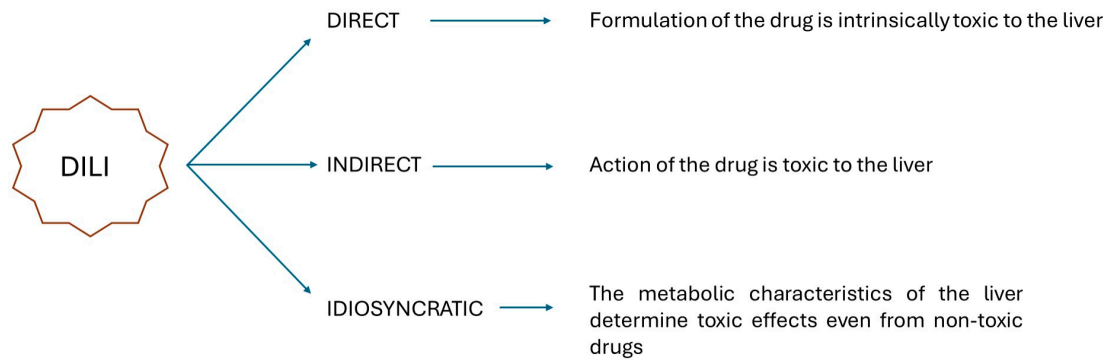 DIRECT
Formulation of the drug is intrinsically toxic to the liver
DILI
INDIRECT
Action of the drug is toxic to the liver
IDIOSYNCRATIC
The metabolic characteristics of the liver
determine toxic effects even from non-toxic
drugs